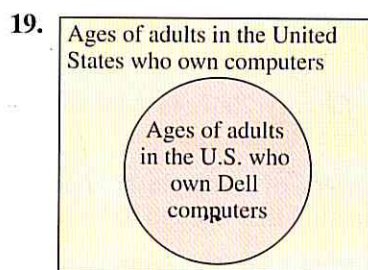 19.
Ages of adults in the United
States who own computers
Ages of adults
in the U.S. who
own Dell
computers